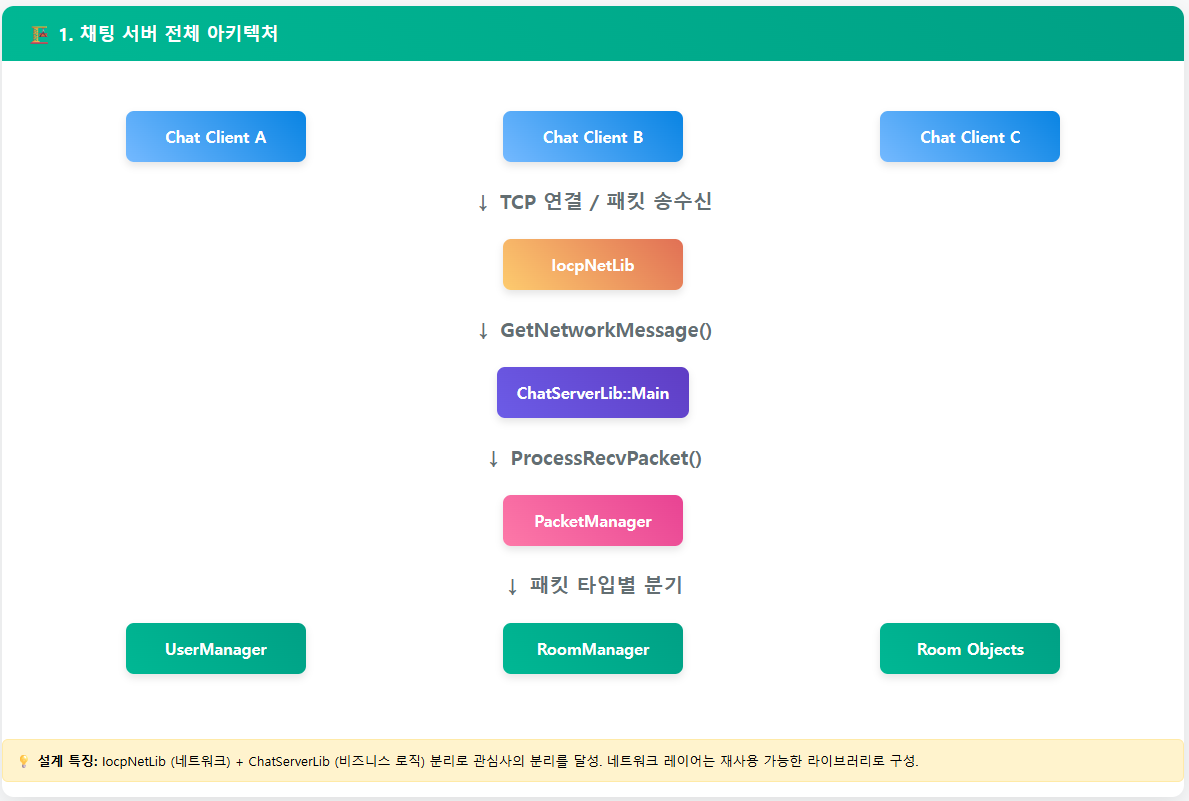 🏗️ 1. 채팅 서버 전체 아키텍처
Chat Client A
Chat Client B
Chat Client C
↓ TCP 연결 / 패킷 송수신
IocpNetLib
↓ GetNetworkMessage()
ChatServerLib::Main
↓ ProcessRecvPacket()
PacketManager
↓ 패킷 타입별 분기
UserManager
RoomManager
Room Objects
💡 설계 특징: IocpNetLib (네트워크) + ChatServerLib (비즈니스 로직) 분리로 관심사의 분리를 달성. 네트워크 레이어는 재사용 가능한 라이브러리로 구성.